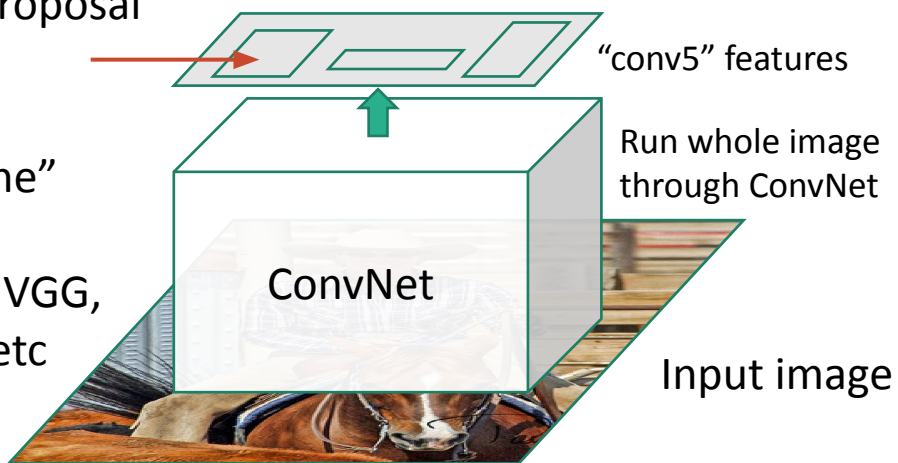 roposal
“conv5” features
Run whole image
through ConvNet
ne”
ConvNet
VGG,
etc
Input image